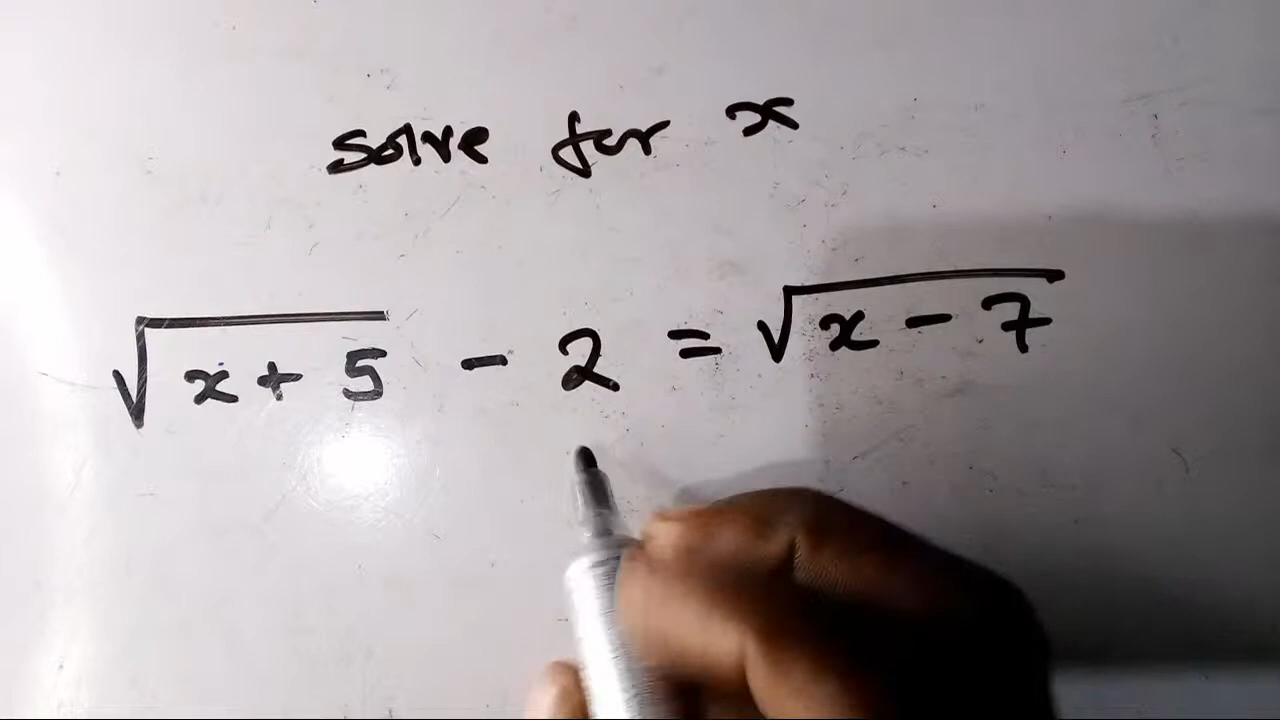 solve for x
√x + 5 - 2 = √x - 7